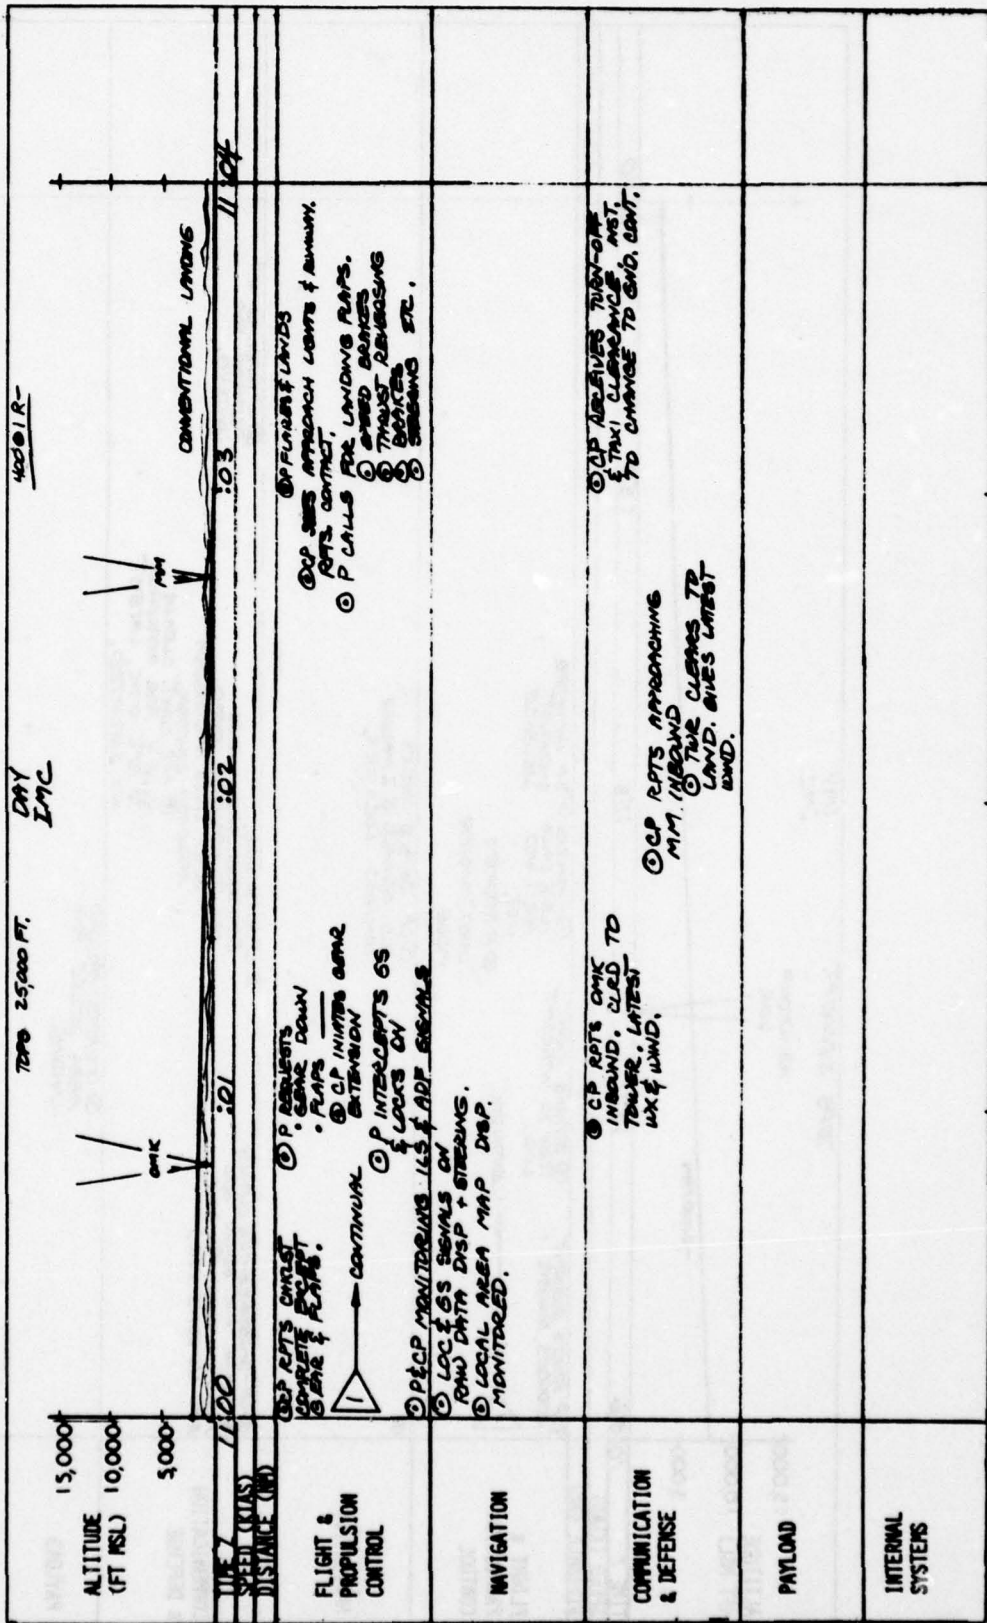 TOPS 25,000 FT.
DAY
IMC
400⊕1R-
15,000
10,000
5,000
ALTITUDE
(FT MSL)
OMK
MM
CONVENTIONAL LANDING
TIME Z
11:00
:01
:02
:03
11:04
SPEED (KIAS)
DISTANCE (NM)
FLIGHT &
PROPULSION
CONTROL
CP RPTS CHKLST
COMPLETE EXCEPT
GEAR & FLAPS.
1
CONTINUAL
P REQUESTS
• GEAR DOWN
• FLAPS ____
CP INITIATES GEAR
EXTENSION
P INTERCEPTS GS
& LOCKS ON
P & CP MONITORING ILS & ADF SIGNALS
P FLARES & LANDS
CP SEES APPROACH LIGHTS & RUNWAY.
RPTS. CONTACT.
P CALLS FOR LANDING FLAPS.
SPEED BRAKES
THRUST REVERSING
BRAKES
STEERING ETC.
NAVIGATION
LOC & GS SIGNALS ON
RAW DATA DISP + STEERING.
LOCAL AREA MAP DISP.
MONITORED.
COMMUNICATION
& DEFENSE
CP RPTS OMK
INBOUND. CLRD TO
TOWER, LATEST
WX & WIND.
CP RPTS APPROACHING
MM. INBOUND
TWR CLEARS TO
LAND. GIVES LATEST
WIND.
CP RECEIVES TURN-OFF
& TAXI CLEARANCE, INST,
TO CHANGE TO GND. CONT.
PAYLOAD
INTERNAL
SYSTEMS